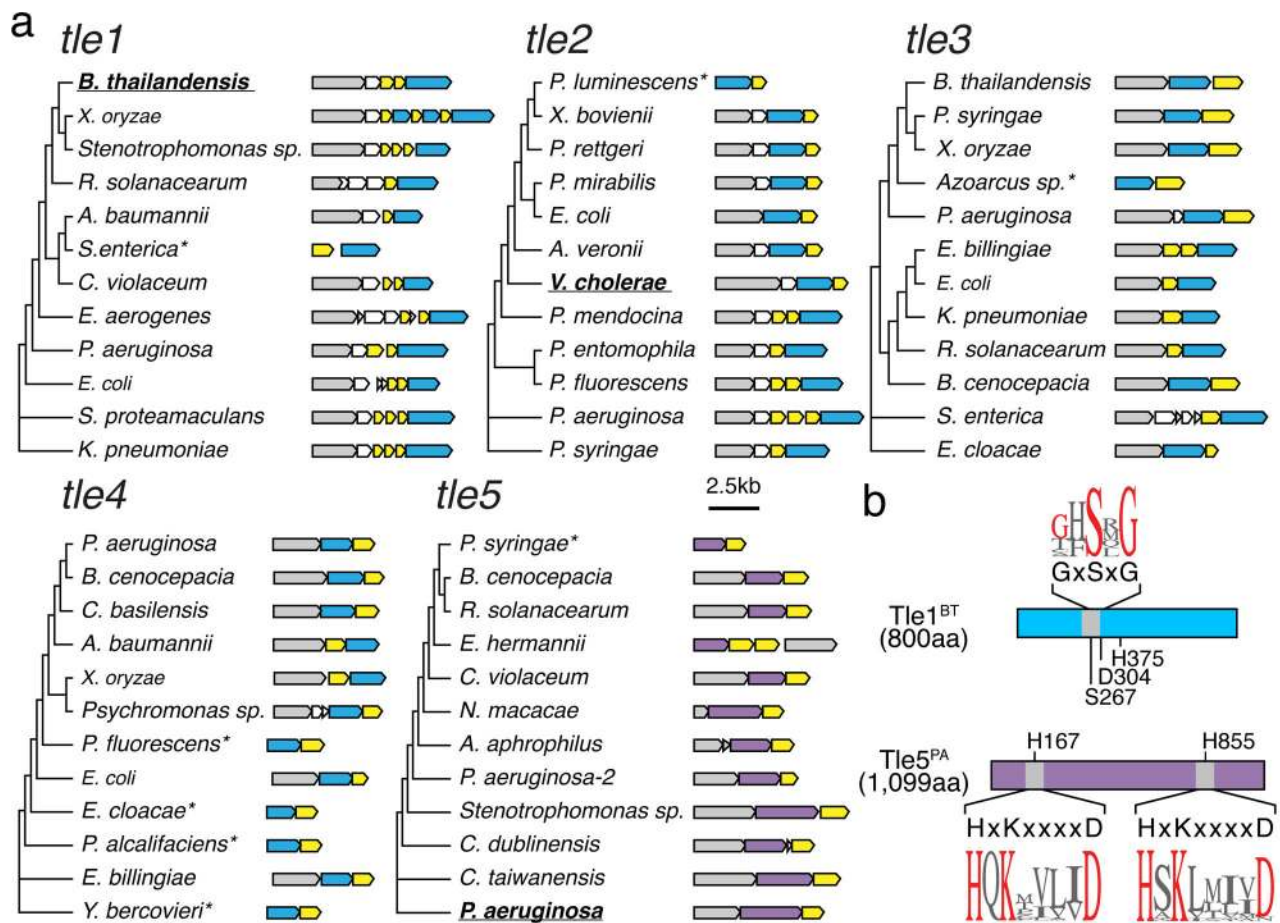 a
tle1
B. thailandensis
X. oryzae
Stenotrophomonas sp.
R. solanacearum
A. baumannii
S.enterica*
C. violaceum
E. aerogenes
P. aeruginosa
E. coli
S. proteamaculans
K. pneumoniae
tle2
P. luminescens*
X. bovienii
P. rettgeri
P. mirabilis
E. coli
A. veronii
V. cholerae
P. mendocina
P. entomophila
P. fluorescens
P. aeruginosa
P. syringae
tle3
B. thailandensis
P. syringae
X. oryzae
Azoarcus sp.*
P. aeruginosa
E. billingiae
E. coli
K. pneumoniae
R. solanacearum
B. cenocepacia
S. enterica
E. cloacae
tle4
P. aeruginosa
B. cenocepacia
C. basilensis
A. baumannii
X. oryzae
Psychromonas sp.
P. fluorescens*
E. coli
E. cloacae*
P. alcalifaciens*
E. billingiae
Y. bercovieri*
tle5
2.5kb
P. syringae*
B. cenocepacia
R. solanacearum
E. hermannii
C. violaceum
N. macacae
A. aphrophilus
P. aeruginosa-2
Stenotrophomonas sp.
C. dublinensis
C. taiwanensis
P. aeruginosa
b
GHS G
GxSxG
Tle1BT
(800aa)
H375
D304
S267
H167
H855
Tle5PA
(1,099aa)
HxKxxxxD
HxKxxxxD
HQK VLID
HSKLMIVD